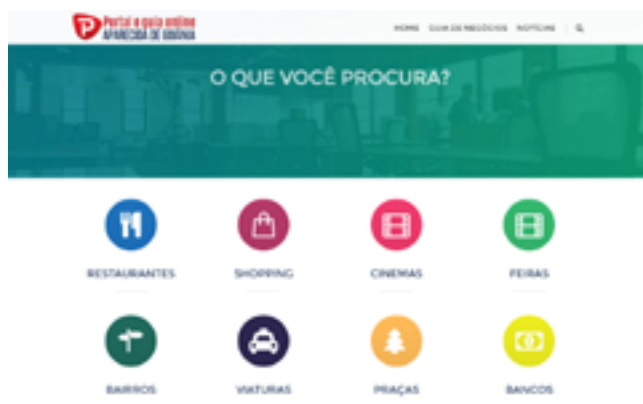 Portal e guia online
APARECIDA DE GOIÂNIA
HOME GUIA DE NEGÓCIOS NOTÍCIAS
O QUE VOCÊ PROCURA?
RESTAURANTES SHOPPING CINEMAS FEIRAS
BAIRROS VIATURAS PRAÇAS BANCOS